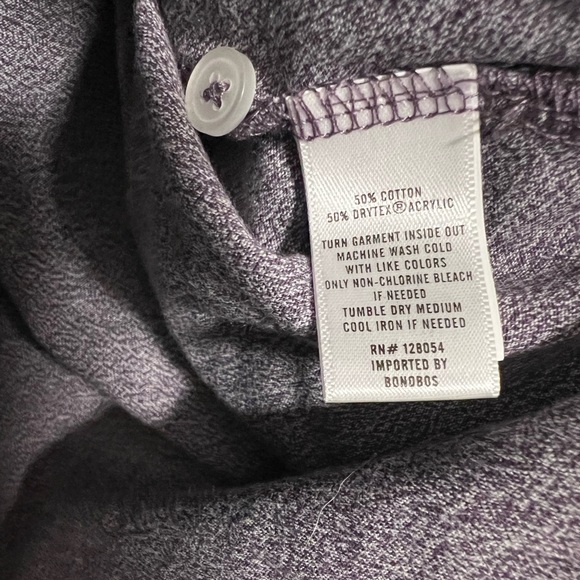 50% COTTON
50% DRYTEX®ACRYLIC
TURN GARMENT INSIDE OUT
MACHINE WASH COLD
WITH LIKE COLORS
ONLY NON-CHLORINE BLEACH
IF NEEDED
TUMBLE DRY MEDIUM
COOL IRON IF NEEDED
RN# 128054
IMPORTED BY
BONOBOS